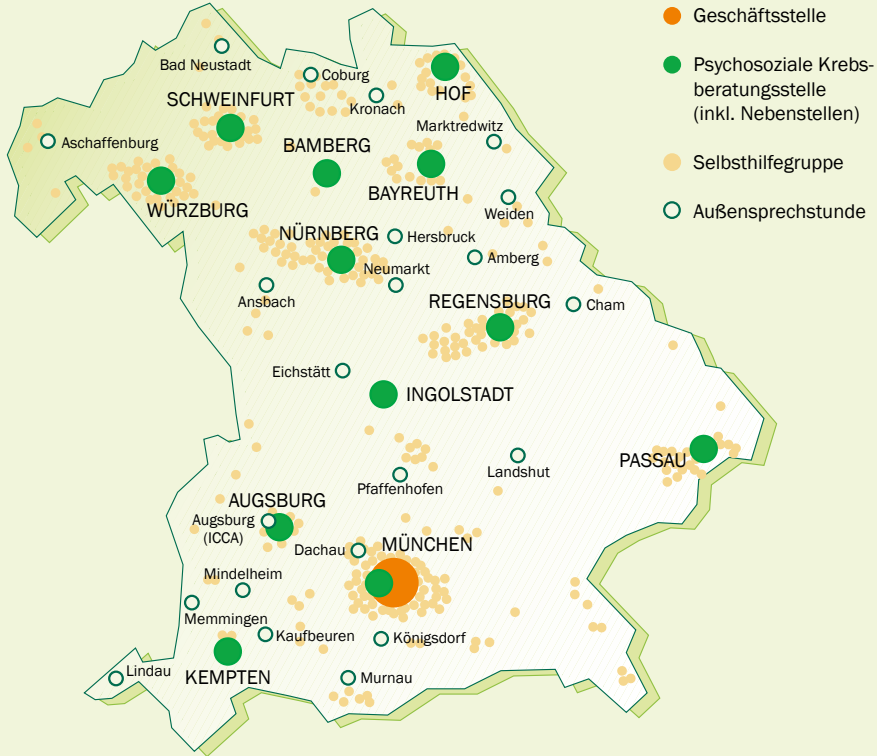 Geschäftsstelle
Psychosoziale Krebs-
beratungsstelle
(inkl. Nebenstellen)
Selbsthilfegruppe
Außensprechstunde
Bad Neustadt
Coburg
HOF
SCHWEINFURT
Kronach
Marktredwitz
Aschaffenburg
BAMBERG
BAYREUTH
WÜRZBURG
Weiden
NÜRNBERG
Hersbruck
Amberg
Neumarkt
Ansbach
REGENSBURG
Cham
Eichstätt
INGOLSTADT
PASSAU
Landshut
Pfaffenhofen
AUGSBURG
Augsburg
(ICCA)
Dachau
MÜNCHEN
Mindelheim
Memmingen
Kaufbeuren
Königsdorf
Lindau
KEMPTEN
Murnau